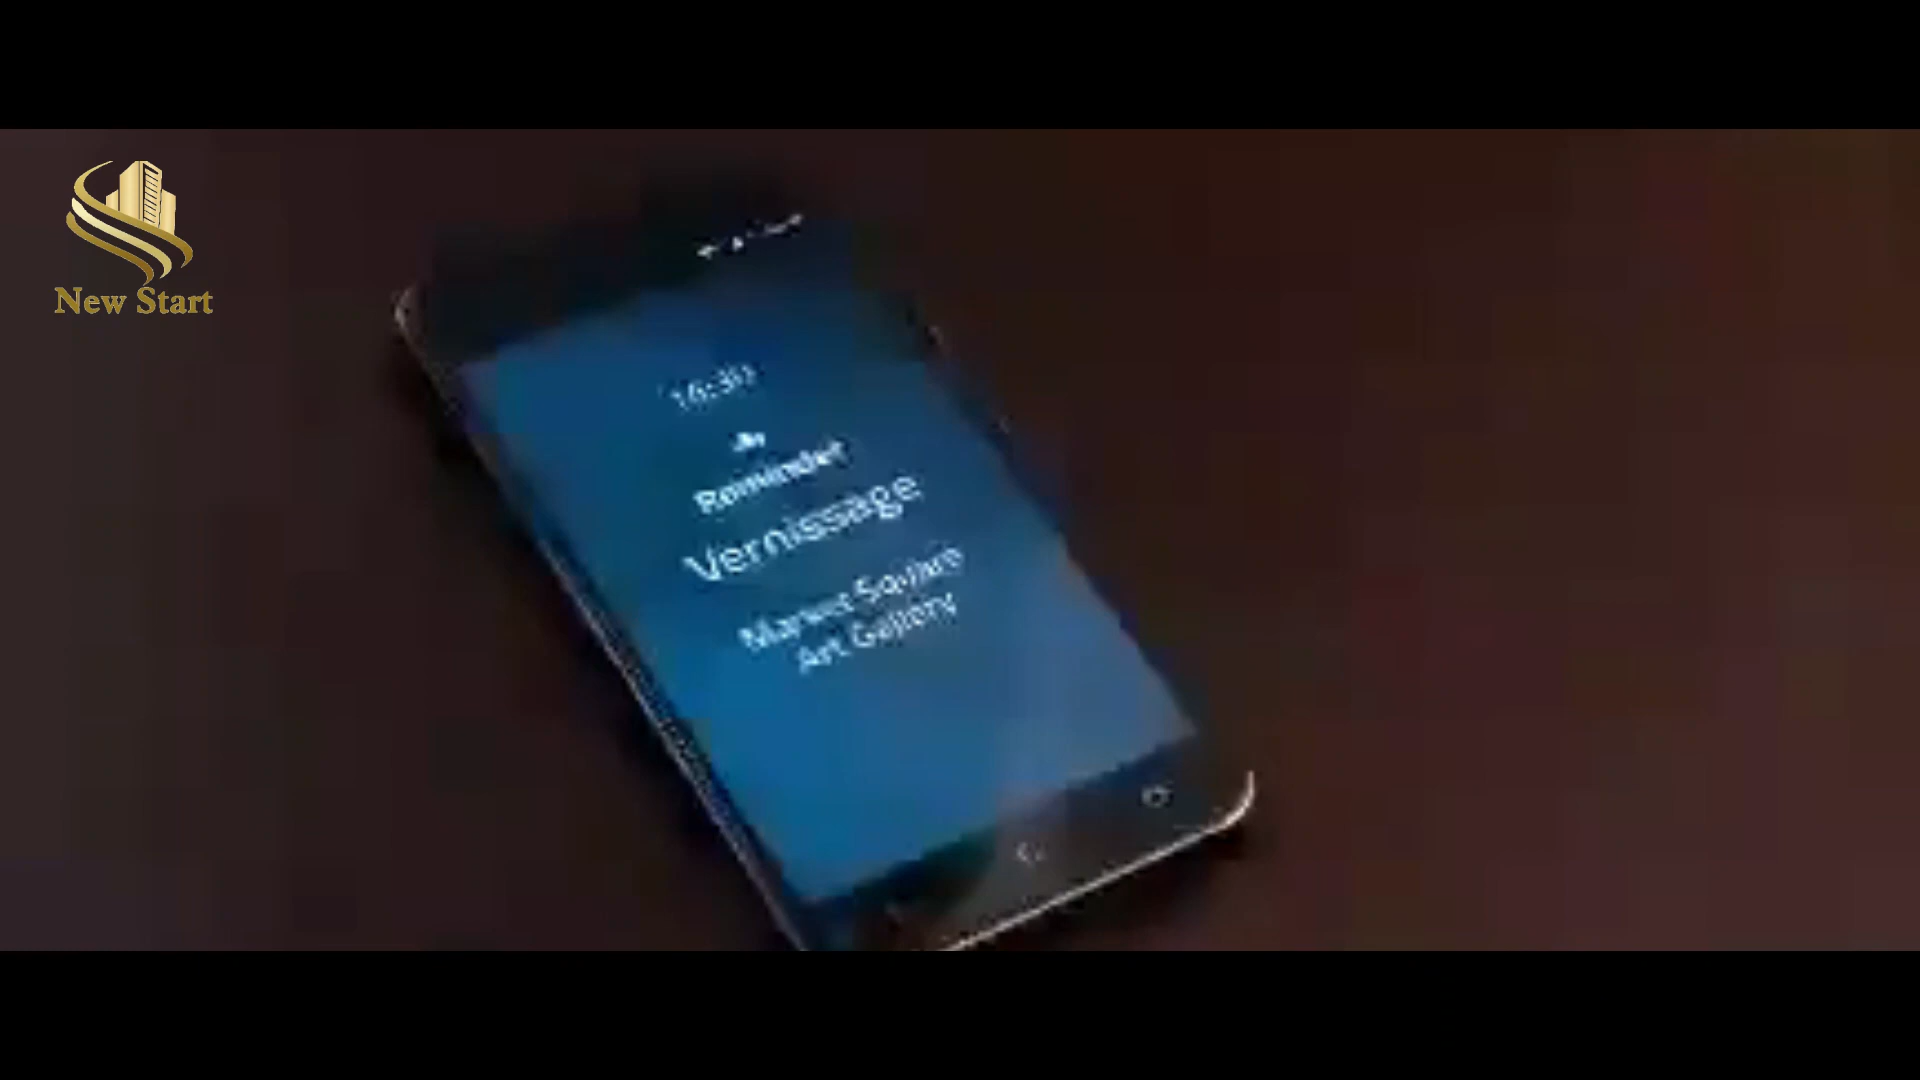 New Start
16:30
Reminder
Vernissage
Market Square
Art Gallery